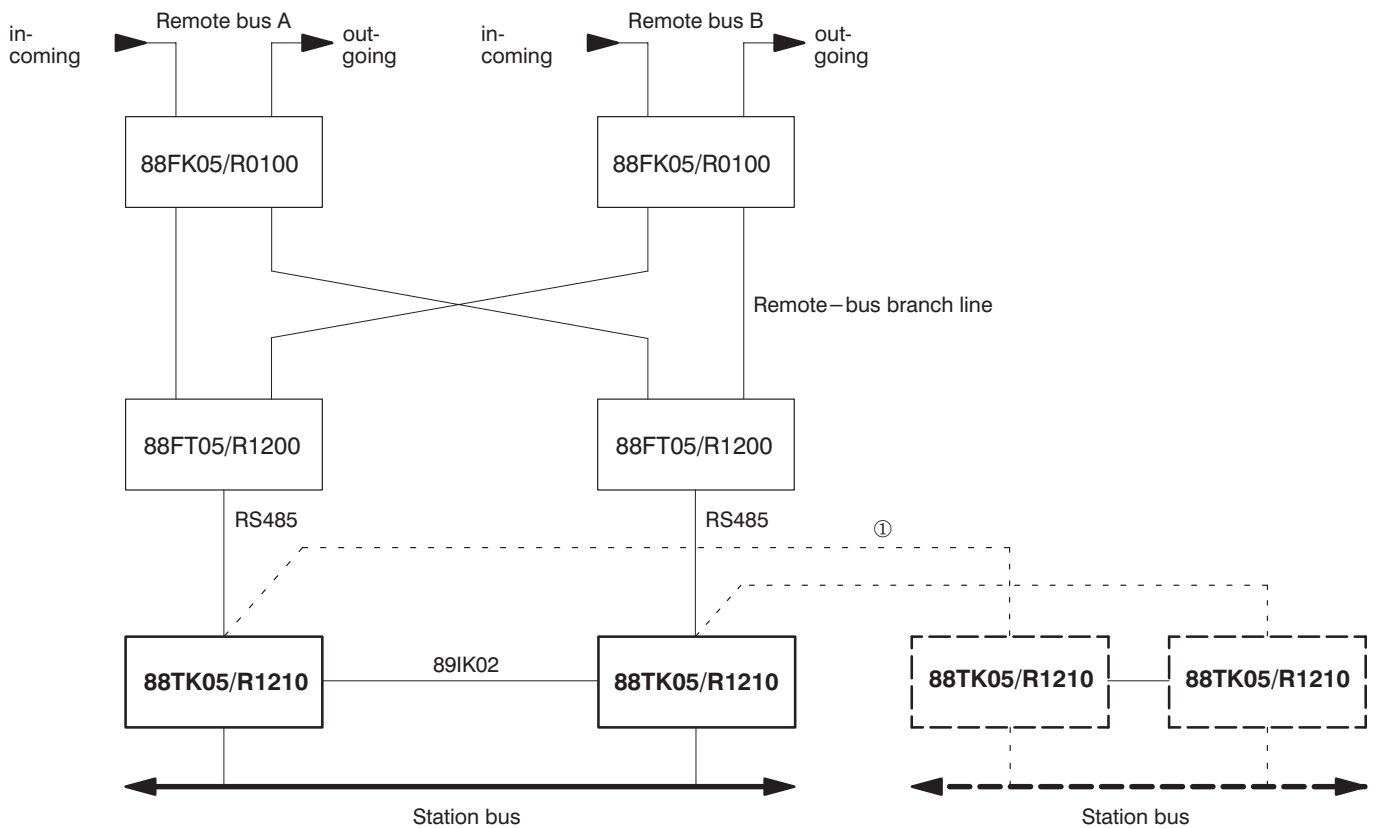 Remote bus A
in-
coming
out-
going
Remote bus B
in-
coming
out-
going
88FK05/R0100
88FK05/R0100
Remote–bus branch line
88FT05/R1200
88FT05/R1200
RS485
RS485
①
88TK05/R1210
89IK02
88TK05/R1210
88TK05/R1210
88TK05/R1210
Station bus
Station bus